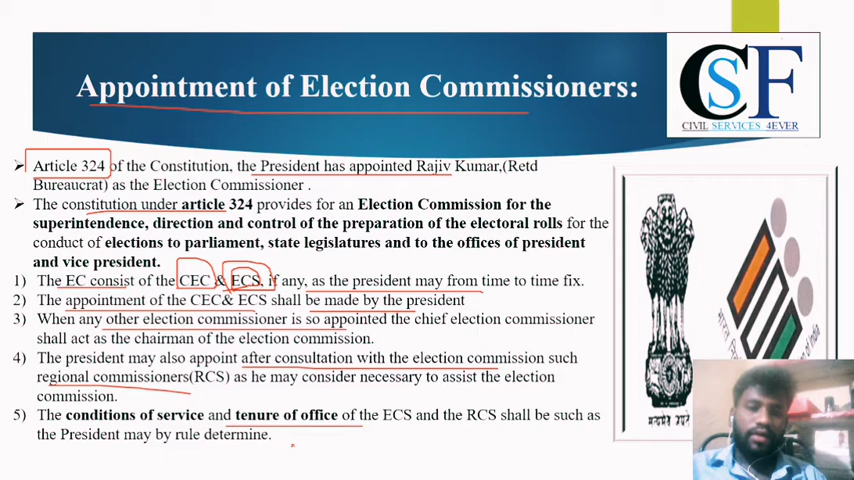 Appointment of Election Commissioners:
CSF
CIVIL SERVICES 4EVER
➢ Article 324 of the Constitution, the President has appointed Rajiv Kumar,(Retd
Bureaucrat) as the Election Commissioner .
➢ The constitution under article 324 provides for an Election Commission for the
superintendence, direction and control of the preparation of the electoral rolls for the
conduct of elections to parliament, state legislatures and to the offices of president
and vice president.
1) The EC consist of the CEC & ECS, if any, as the president may from time to time fix.
2) The appointment of the CEC& ECS shall be made by the president
3) When any other election commissioner is so appointed the chief election commissioner
shall act as the chairman of the election commission.
4) The president may also appoint after consultation with the election commission such
regional commissioners(RCS) as he may consider necessary to assist the election
commission.
5) The conditions of service and tenure of office of the ECS and the RCS shall be such as
the President may by rule determine.
सत्यमेव जयते